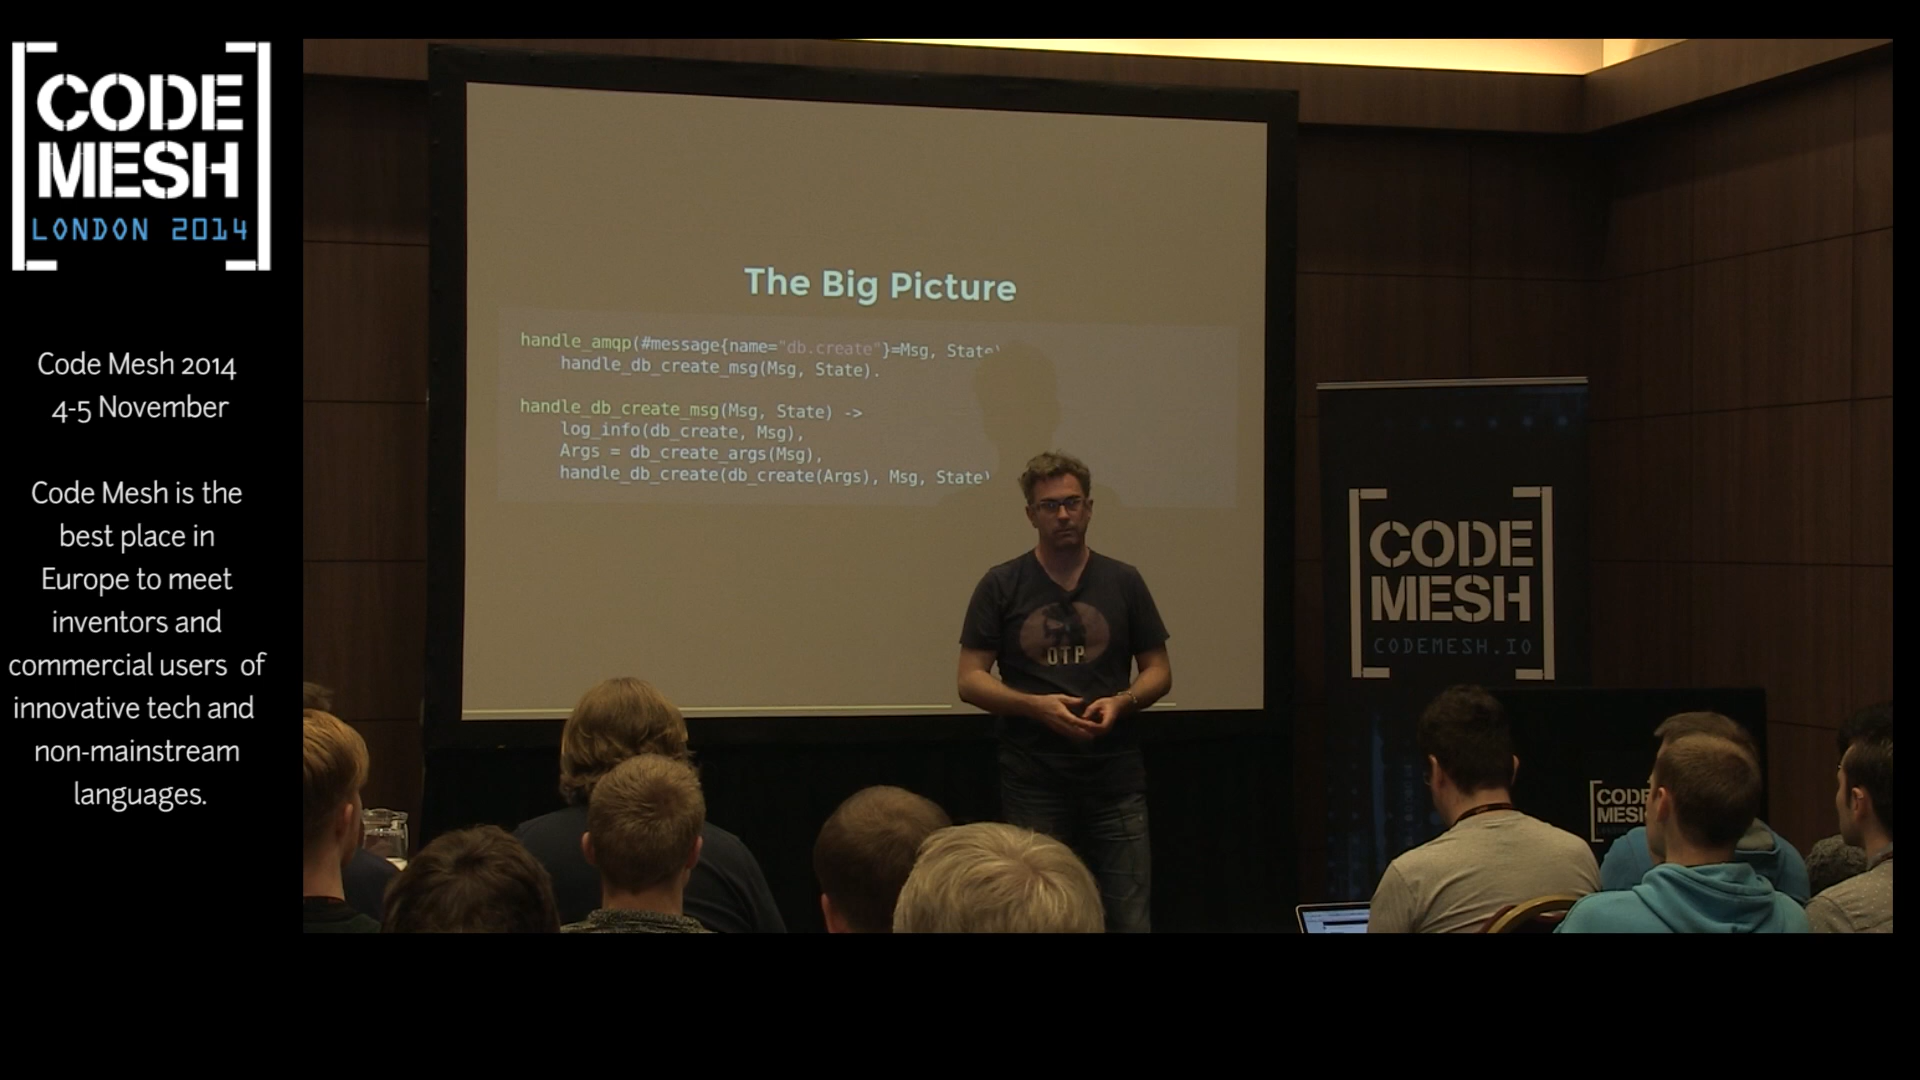 CODE
MESH
LONDON 2014
Code Mesh 2014
4-5 November
Code Mesh is the
best place in
Europe to meet
inventors and
commercial users of
innovative tech and
non-mainstream
languages.
The Big Picture
handle_amqp(#message{name="db.create"}=Msg, State)
handle_db_create_msg(Msg, State).
handle_db_create_msg(Msg, State) ->
log_info(db_create, Msg),
Args = db_create_args(Msg),
handle_db_create(db_create(Args), Msg, State)
OTP
CODE
MESH
CODEMESH.IO
CODE
MESH